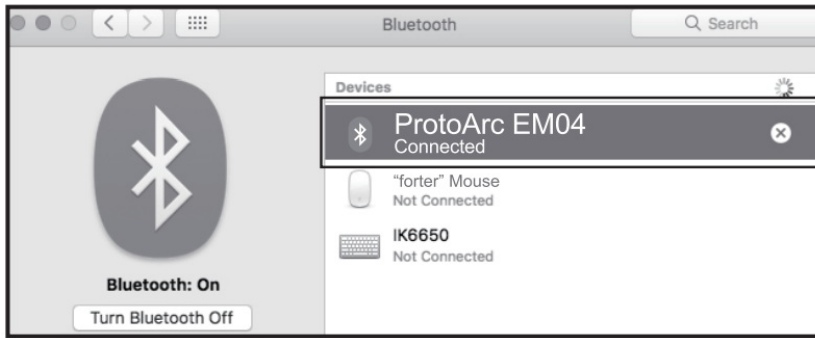 Bluetooth
Search
Devices
ProtoArc EM04
Connected
“forter” Mouse
Not Connected
IK6650
Not Connected
Bluetooth: On
Turn Bluetooth Off